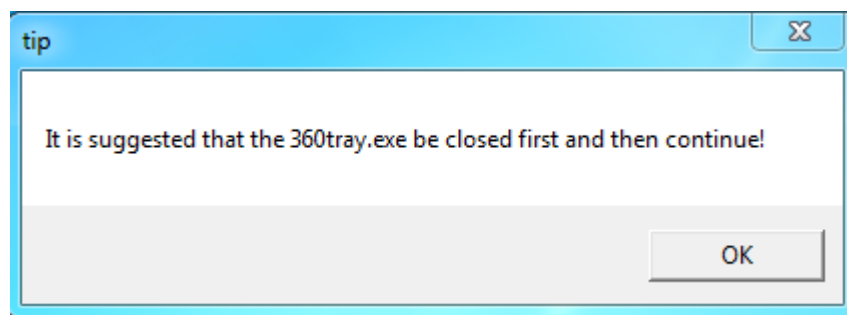 tip
It is suggested that the 360tray.exe be closed first and then continue!
OK